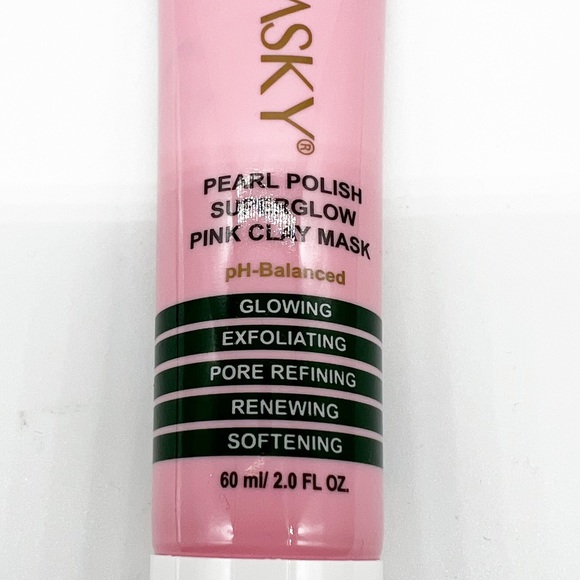 ASKY®
PEARL POLISH
SUPERGLOW
PINK CLAY MASK
pH-Balanced
GLOWING
EXFOLIATING
PORE REFINING
RENEWING
SOFTENING
60 ml/ 2.0 FL OZ.